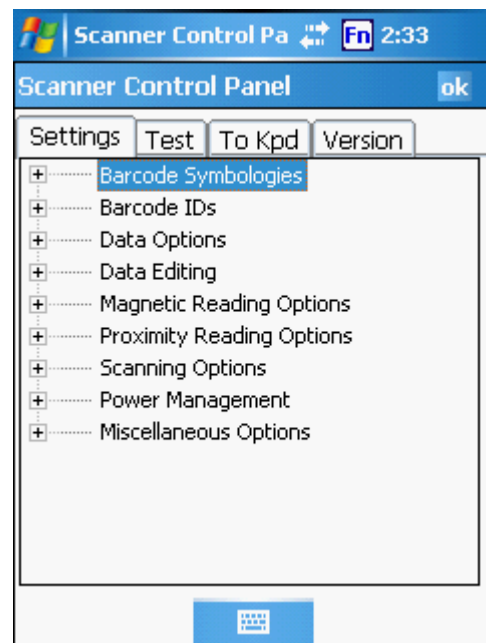 Scanner Control Pa Fn 2:33
Scanner Control Panel ok
Settings Test To Kpd Version
Barcode Symbologies
Barcode IDs
Data Options
Data Editing
Magnetic Reading Options
Proximity Reading Options
Scanning Options
Power Management
Miscellaneous Options